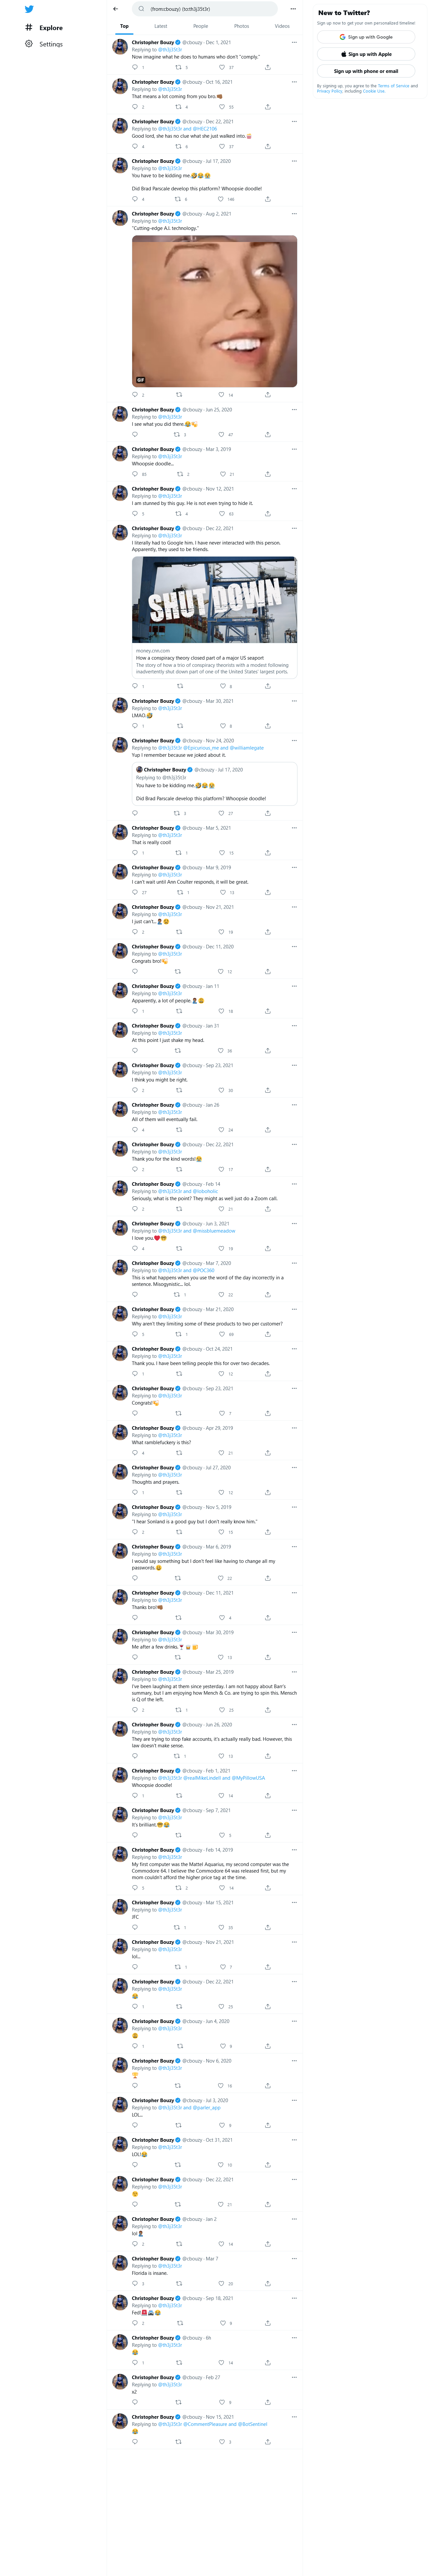 Explore
Settings
(from:cbouzy) (to:th3j35t3r)
Top Latest People Photos Videos
New to Twitter?
Sign up now to get your own personalized timeline!
Sign up with Google
Sign up with Apple
Sign up with phone or email
By signing up, you agree to the Terms of Service and
Privacy Policy, including Cookie Use.
Christopher Bouzy @cbouzy · Dec 1, 2021
Replying to @th3j35t3r
Now imagine what he does to humans who don't "comply."
1 3 37
Christopher Bouzy @cbouzy · Oct 16, 2021
Replying to @th3j35t3r
That means a lot coming from you bro.👊🏾
2 4 53
Christopher Bouzy @cbouzy · Dec 22, 2021
Replying to @th3j35t3r and @HEC2106
Good lord, she has no clue what she just walked into.🍿
4 6 37
Christopher Bouzy @cbouzy · Jul 17, 2020
Replying to @th3j35t3r
You have to be kidding me.🤣😂😭
Did Brad Parscale develop this platform? Whoopsie doodle!
4 6 146
Christopher Bouzy @cbouzy · Aug 2, 2021
Replying to @th3j35t3r
"Cutting-edge A.I. technology."
GIF
2 14
Christopher Bouzy @cbouzy · Jun 25, 2020
Replying to @th3j35t3r
I see what you did there.
3 47
Christopher Bouzy @cbouzy · Mar 3, 2019
Replying to @th3j35t3r
Whoopsie doodle...
2 21
Christopher Bouzy @cbouzy · Nov 12, 2021
Replying to @th3j35t3r
I am stunned by this guy. He is not even trying to hide it.
5 4 63
Christopher Bouzy @cbouzy · Dec 22, 2021
Replying to @th3j35t3r
I literally had to Google him. I have never interacted with this person.
Apparently, they used to be friends.
SHUT DOWN
money.cnn.com
How a conspiracy theory closed part of a major US seaport
The story of how a trio of conspiracy theorists with a modest following
inadvertently shut down part of one of the United States' largest ports.
1 8
Christopher Bouzy @cbouzy · Mar 30, 2021
Replying to @th3j35t3r
LMAO.🤣
1 8
Christopher Bouzy @cbouzy · Nov 24, 2020
Replying to @th3j35t3r @Epicurious_me and @williamlegate
Yup I remember because we joked about it.
Christopher Bouzy @cbouzy · Jul 17, 2020
Replying to @th3j35t3r
You have to be kidding me.🤣😂😭
Did Brad Parscale develop this platform? Whoopsie doodle!
3 27
Christopher Bouzy @cbouzy · Mar 5, 2021
Replying to @th3j35t3r
That is really cool!
1 1 15
Christopher Bouzy @cbouzy · Mar 9, 2019
Replying to @th3j35t3r
I can't wait until Ann Coulter responds, it will be great.
27 1 13
Christopher Bouzy @cbouzy · Nov 21, 2021
Replying to @th3j35t3r
I just can't..
2 18
Christopher Bouzy @cbouzy · Dec 11, 2020
Replying to @th3j35t3r
Congrats bro!
12
Christopher Bouzy @cbouzy · Jan 11
Replying to @th3j35t3r
Apparently, a lot of people.
1 18
Christopher Bouzy @cbouzy · Jan 31
Replying to @th3j35t3r
At this point I just shake my head.
Christopher Bouzy @cbouzy · Sep 23, 2021
Replying to @th3j35t3r
I think you might be right.
2 30
Christopher Bouzy @cbouzy · Jan 26
Replying to @th3j35t3r
All of them will eventually fail.
4 24
Christopher Bouzy @cbouzy · Dec 22, 2021
Replying to @th3j35t3r
Thank you for the kind words!
2 17
Christopher Bouzy @cbouzy · Feb 14
Replying to @th3j35t3r and @loboholic
Seriously, what is the point? They might as well just do a Zoom call.
2 21
Christopher Bouzy @cbouzy · Jun 3, 2021
Replying to @th3j35t3r and @missbluemeadow
I love you.
4 19
Christopher Bouzy @cbouzy · Mar 7, 2020
Replying to @th3j35t3r and @POC36fl
This is what happens when you use the word of the day incorrectly in a
sentence. Misogynistic... lol.
1 22
Christopher Bouzy @cbouzy · Mar 21, 2020
Replying to @th3j35t3r
Why aren't they limiting some of these products to two per customer?
5 1
Christopher Bouzy @cbouzy · Oct 24, 2021
Replying to @th3j35t3r
Thank you. I have been telling people this for over two decades.
1 12
Christopher Bouzy @cbouzy · Sep 23, 2021
Replying to @th3j35t3r
Congrats!
7
Christopher Bouzy @cbouzy · Apr 29, 2019
Replying to @th3j35t3r
What ramblefuckery is this?
4 21
Christopher Bouzy @cbouzy · Jul 27, 2020
Replying to @th3j35t3r
Thoughts and prayers.
1 12
Christopher Bouzy @cbouzy · Nov 5, 2019
Replying to @th3j35t3r
"I hear Sonland is a good guy but I don't really know him."
2 15
Christopher Bouzy @cbouzy · Mar 6, 2019
Replying to @th3j35t3r
I would say something but I don't feel like having to change all my
passwords.
22
Christopher Bouzy @cbouzy · Dec 11, 2021
Replying to @th3j35t3r
Thanks bro!👊🏾
4
Christopher Bouzy @cbouzy · Mar 30, 2019
Replying to @th3j35t3r
Me after a few drinks.
13
Christopher Bouzy @cbouzy · Mar 25, 2019
Replying to @th3j35t3r
I've been laughing at them since yesterday. I am not happy about Barr's
summary, but I am enjoying how Mench & Co. are trying to spin this. Mensch
is Q of the left.
2 1 23
Christopher Bouzy @cbouzy · Jun 26, 2020
Replying to @th3j35t3r
They are trying to stop fake accounts, it's actually really bad. However, this
law doesn't make sense.
1 10
Christopher Bouzy @cbouzy · Feb 1, 2021
Replying to @th3j35t3r @realMikeLindell and @MyPillowUSA
Whoopsie doodle!
1 14
Christopher Bouzy @cbouzy · Sep 7, 2021
Replying to @th3j35t3r
It's brilliant.
5
Christopher Bouzy @cbouzy · Feb 14, 2019
Replying to @th3j35t3r
My first computer was the Mattel Aquarius; my second computer was the
Commodore 64. I believe the Commodore 64 was released first, but my
mom couldn't afford the higher price tag at the time.
5 2 14
Christopher Bouzy @cbouzy · Mar 15, 2021
Replying to @th3j35t3r
JFC
1 35
Christopher Bouzy @cbouzy · Nov 21, 2021
Replying to @th3j35t3r
lol...
1 7
Christopher Bouzy @cbouzy · Dec 22, 2021
Replying to @th3j35t3r
1 25
Christopher Bouzy @cbouzy · Jun 4, 2020
Replying to @th3j35t3r
1 9
Christopher Bouzy @cbouzy · Nov 6, 2020
Replying to @th3j35t3r
Christopher Bouzy @cbouzy · Jul 3, 2020
Replying to @th3j35t3r and @parler_app
LOL...
Christopher Bouzy @cbouzy · Oct 31, 2021
Replying to @th3j35t3r
LOL!
10
Christopher Bouzy @cbouzy · Dec 22, 2021
Replying to @th3j35t3r
21
Christopher Bouzy @cbouzy · Jan 2
Replying to @th3j35t3r
lol
2 14
Christopher Bouzy @cbouzy · Mar 7
Replying to @th3j35t3r
Florida is insane.
3
Christopher Bouzy @cbouzy · Sep 18, 2021
Replying to @th3j35t3r
Fed!
2
Christopher Bouzy @cbouzy ·
Replying to @th3j35t3r
1 14
Christopher Bouzy @cbouzy · Feb 27
Replying to @th3j35t3r
x2
Christopher Bouzy @cbouzy · Nov 15, 2021
Replying to @th3j35t3r @CommentPleasure and @BotSentinel